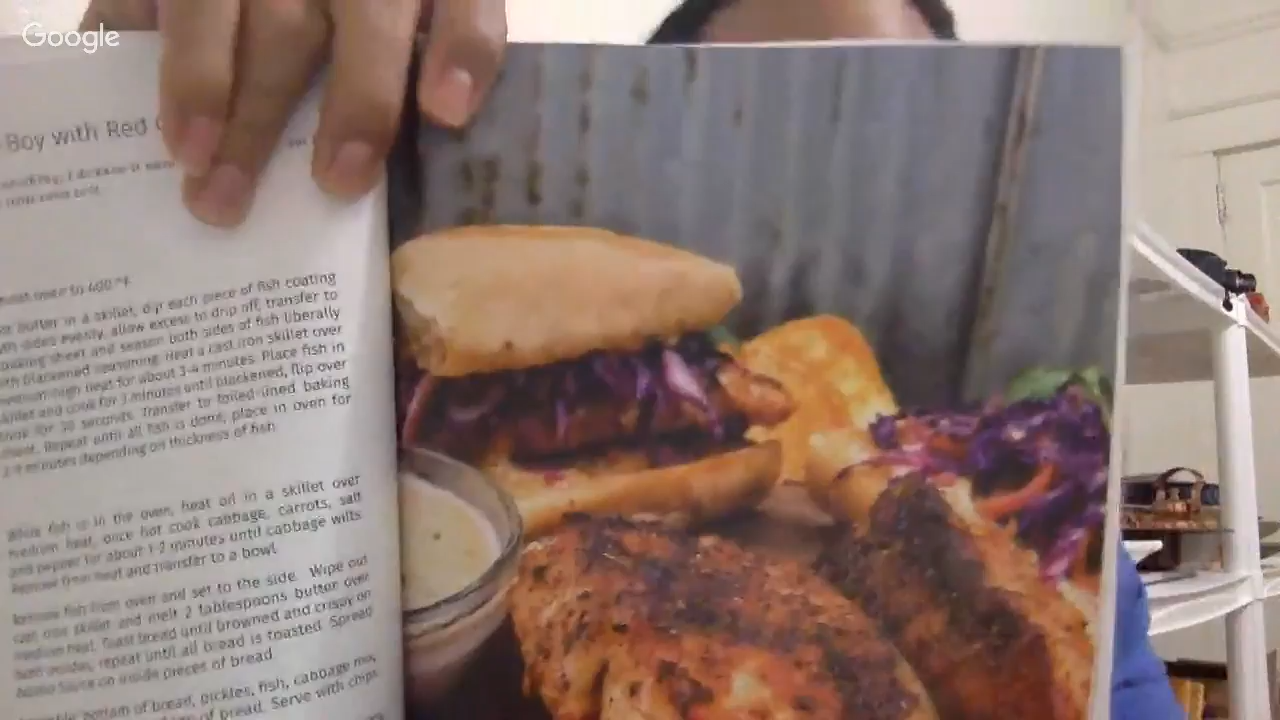 Google
Boy with Red
oven to 400°F
butter in a skillet, dip each piece of fish coating
both sides evenly, allow excess to drip off, transfer to
baking sheet and season both sides of fish liberally
with blackened seasoning. Heat a cast iron skillet over
medium-high heat for about 3-4 minutes. Place fish in
skillet and cook for 3 minutes until blackened, flip over
cook for 30 seconds. Transfer to foiled-lined baking
sheet. Repeat until all fish is done, place in oven for
minutes depending on thickness of fish.
While fish is in the oven, heat oil in a skillet over
medium heat, once hot cook cabbage, carrots, salt
and pepper for about 1-2 minutes until cabbage wilts.
Remove from heat and transfer to a bowl.
Remove fish from oven and set to the side. Wipe out
cast iron skillet and melt 2 tablespoons butter over
medium heat. Toast bread until browned and crispy on
both insides, repeat until all bread is toasted. Spread
sauce on inside pieces of bread.
bottom of bread, pickles, fish, cabbage mix,
of bread. Serve with chips